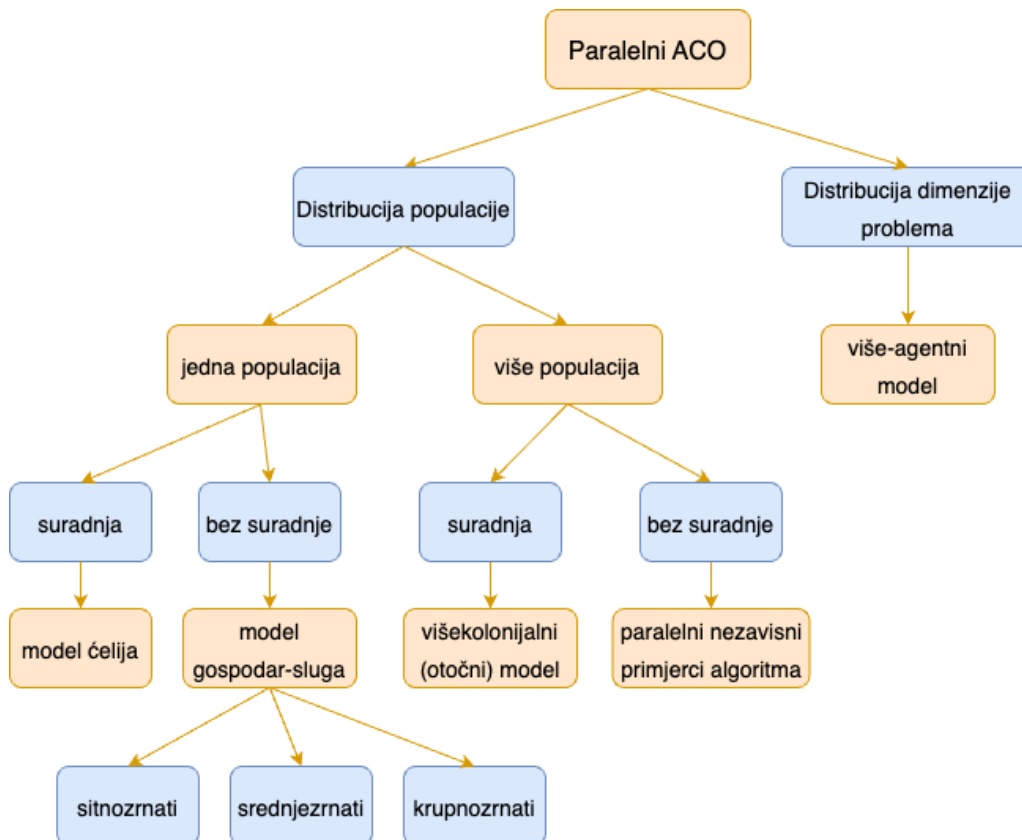 Paralelni ACO
Distribucija populacije
Distribucija dimenzije
problema
jedna populacija
više populacija
više-agentni
model
suradnja
bez suradnje
suradnja
bez suradnje
model ćelija
model
gospodar-sluga
višekolonijalni
(otočni) model
paralelni nezavisni
primjerci algoritma
sitnozrnati
srednjezrnati
krupnozrnati